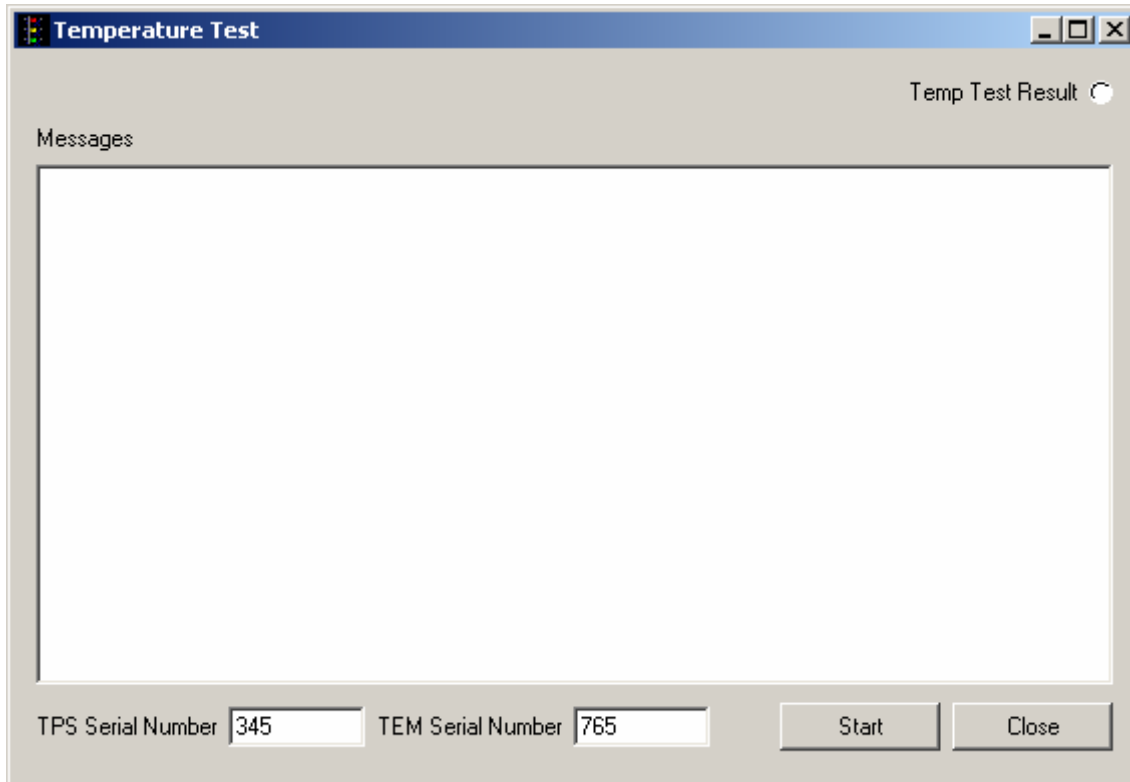 Temperature Test
Temp Test Result
Messages
TPS Serial Number 345 TEM Serial Number 765 Start Close